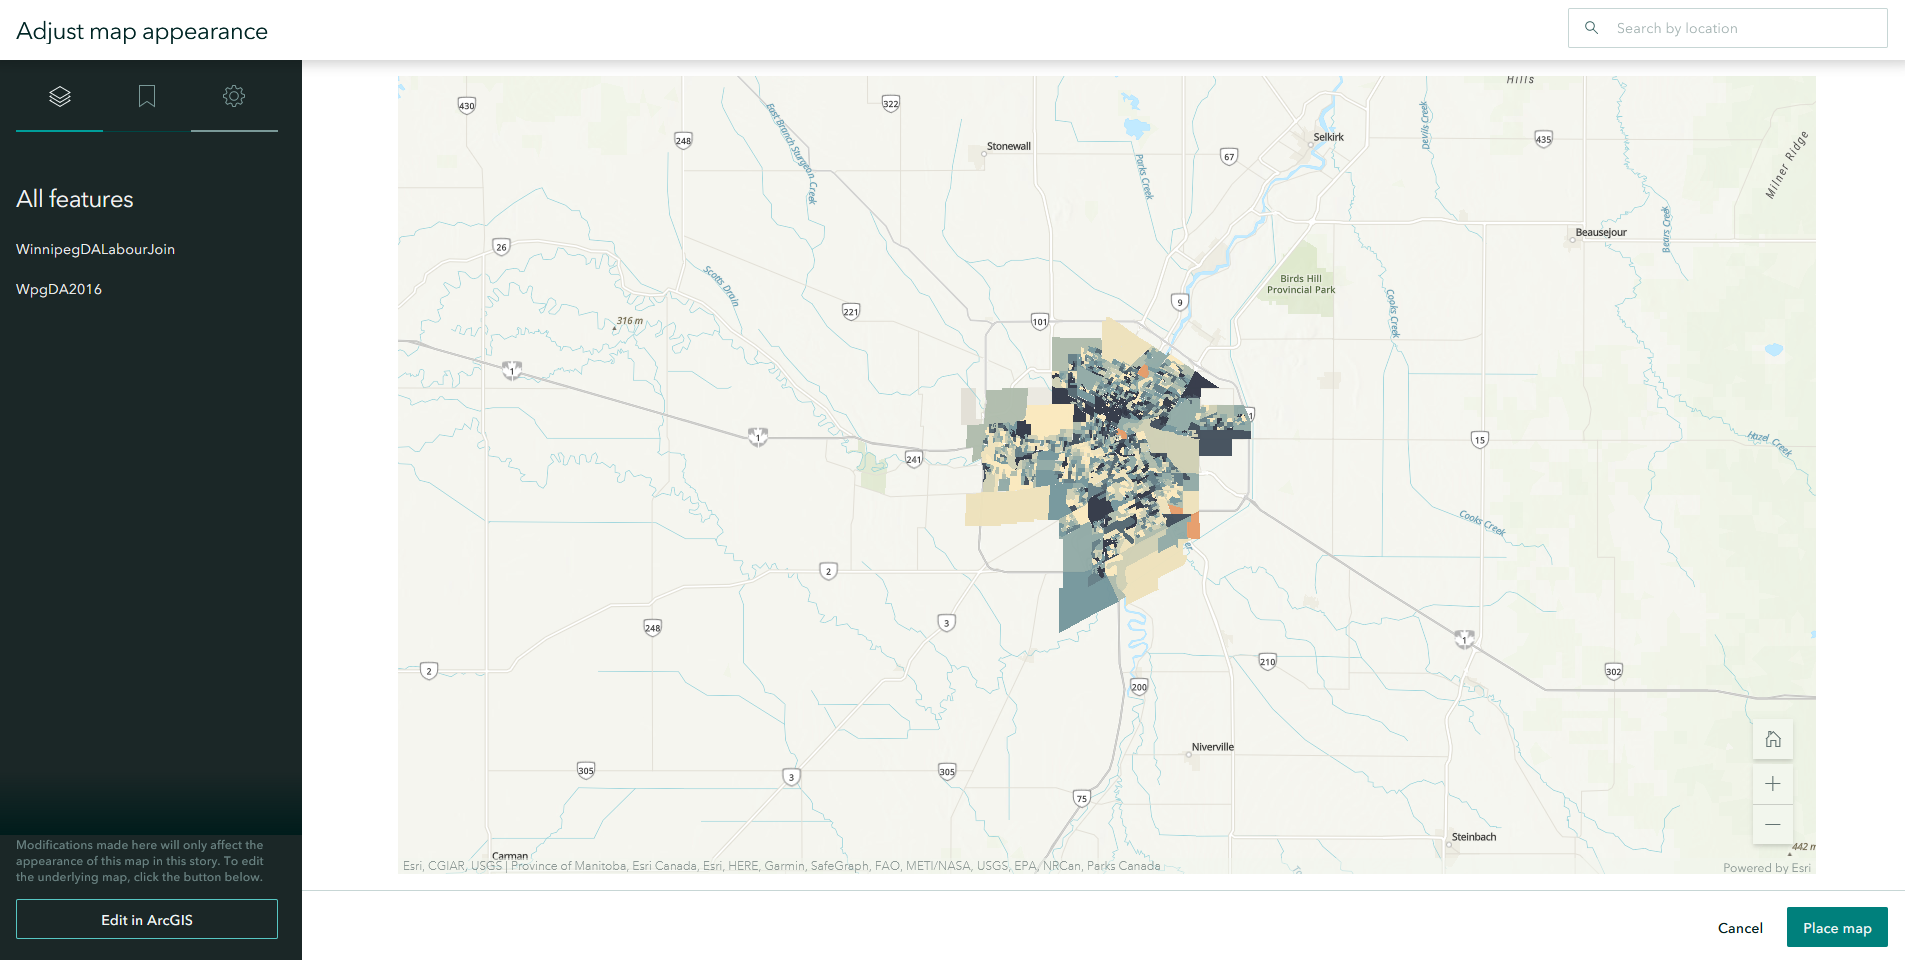 Adjust map appearance
Search by location
All features
WinnipegDALabourJoin
WpgDA2016
Modifications made here will only affect the
appearance of this map in this story. To edit
the underlying map, click the button below.
Edit in ArcGIS
Hills
430
322
248
East Branch Sturgeon Creek
Stonewall
Parks Creek
67
Selkirk
Devils Creek
435
Milner Ridge
26
Scotts Drain
316 m
221
101
9
Birds Hill
Provincial Park
Cooks Creek
Beausejour
Bears Creek
1
1
241
1
15
Hazel Creek
Cooks Creek
2
248
3
2
200
210
1
302
305
3
305
Niverville
75
Steinbach
442 m
Carman
Esri, CGIAR, USGS | Province of Manitoba, Esri Canada, Esri, HERE, Garmin, SafeGraph, FAO, METI/NASA, USGS, EPA, NRCan, Parks Canada
Powered by Esri
Cancel
Place map